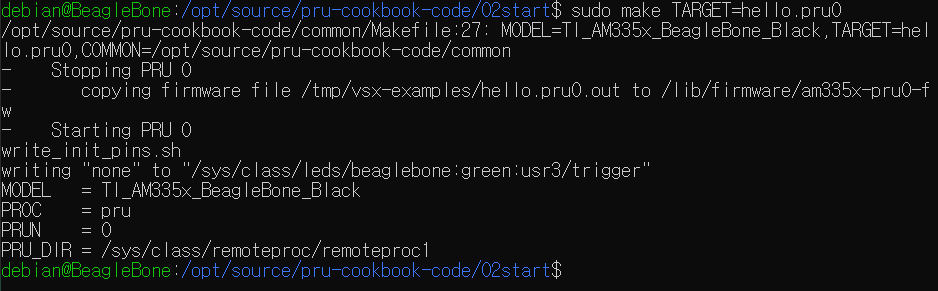 debian@BeagleBone:/opt/source/pru-cookbook-code/02start$ sudo make TARGET=hello.pru0
/opt/source/pru-cookbook-code/common/Makefile:27: MODEL=TI_AM335x_BeagleBone_Black,TARGET=hel
lo.pru0,COMMON=/opt/source/pru-cookbook-code/common
-    Stopping PRU 0
-       copying firmware file /tmp/vsx-examples/hello.pru0.out to /lib/firmware/am335x-pru0-f
w
-    Starting PRU 0
write_init_pins.sh
writing "none" to "/sys/class/leds/beaglebone:green:usr3/trigger"
MODEL   = TI_AM335x_BeagleBone_Black
PROC    = pru
PRUN    = 0
PRU_DIR = /sys/class/remoteproc/remoteproc1
debian@BeagleBone:/opt/source/pru-cookbook-code/02start$